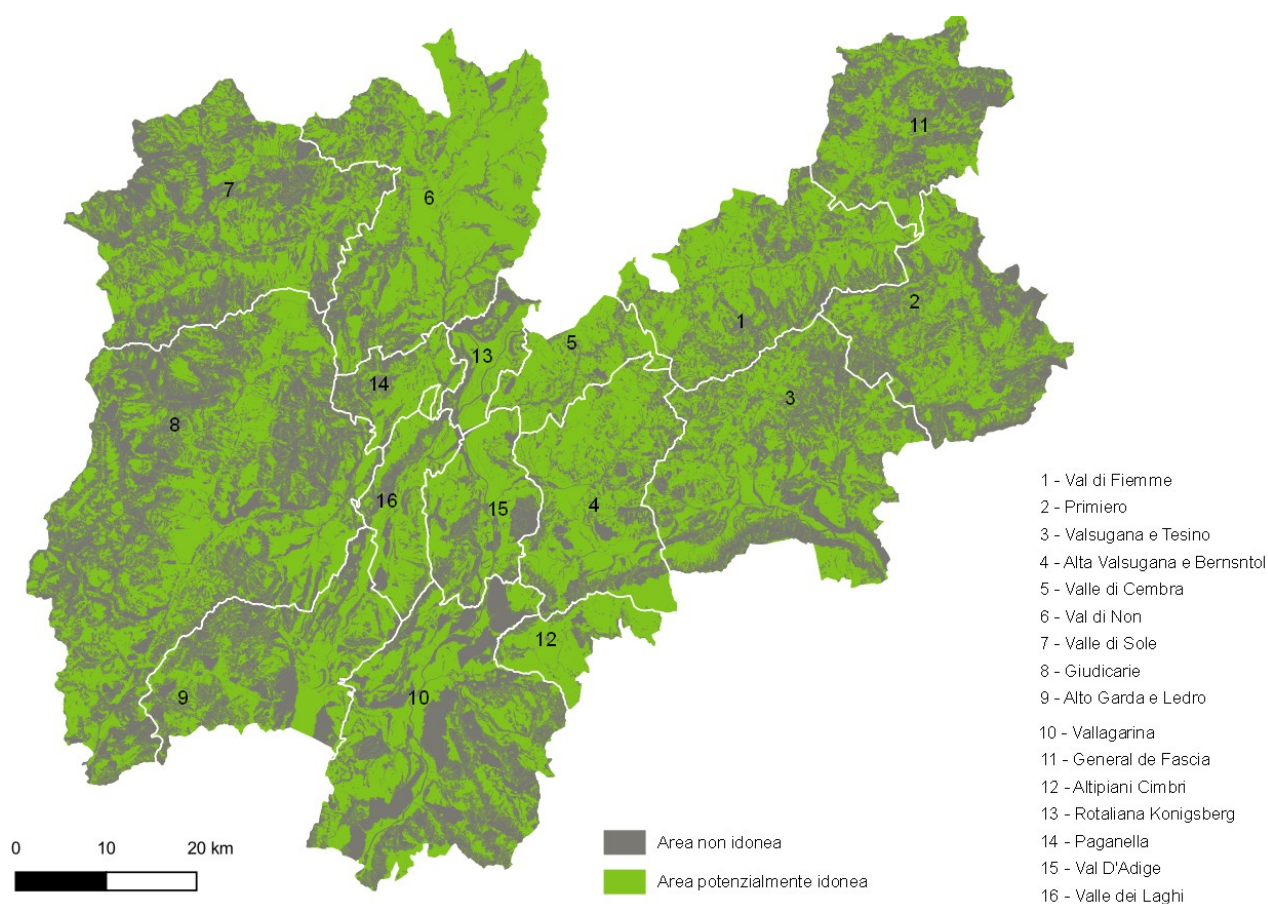 11
7
6
2
1
5
13
14
3
8
16
15
4
12
9
10
1 - Val di Fiemme
2 - Primiero
3 - Valsugana e Tesino
4 - Alta Valsugana e Bernsntol
5 - Valle di Cembra
6 - Val di Non
7 - Valle di Sole
8 - Giudicarie
9 - Alto Garda e Ledro
10 - Vallagarina
11 - General de Fascia
12 - Altipiani Cimbri
13 - Rotaliana Konigsberg
14 - Paganella
15 - Val D'Adige
16 - Valle dei Laghi
0 10 20 km
Area non idonea
Area potenzialmente idonea